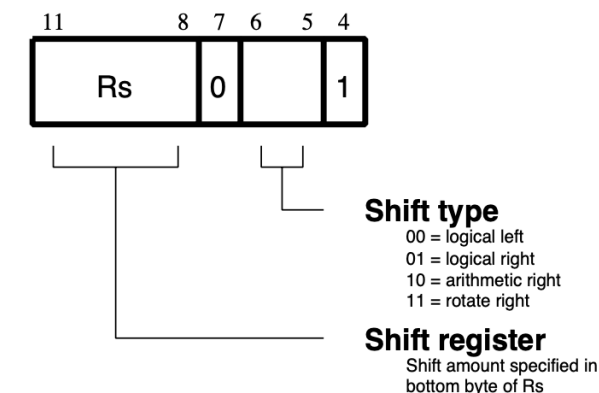 11 8 7 6 5 4
Rs 0 1
Shift type
00 = logical left
01 = logical right
10 = arithmetic right
11 = rotate right
Shift register
Shift amount specified in
bottom byte of Rs